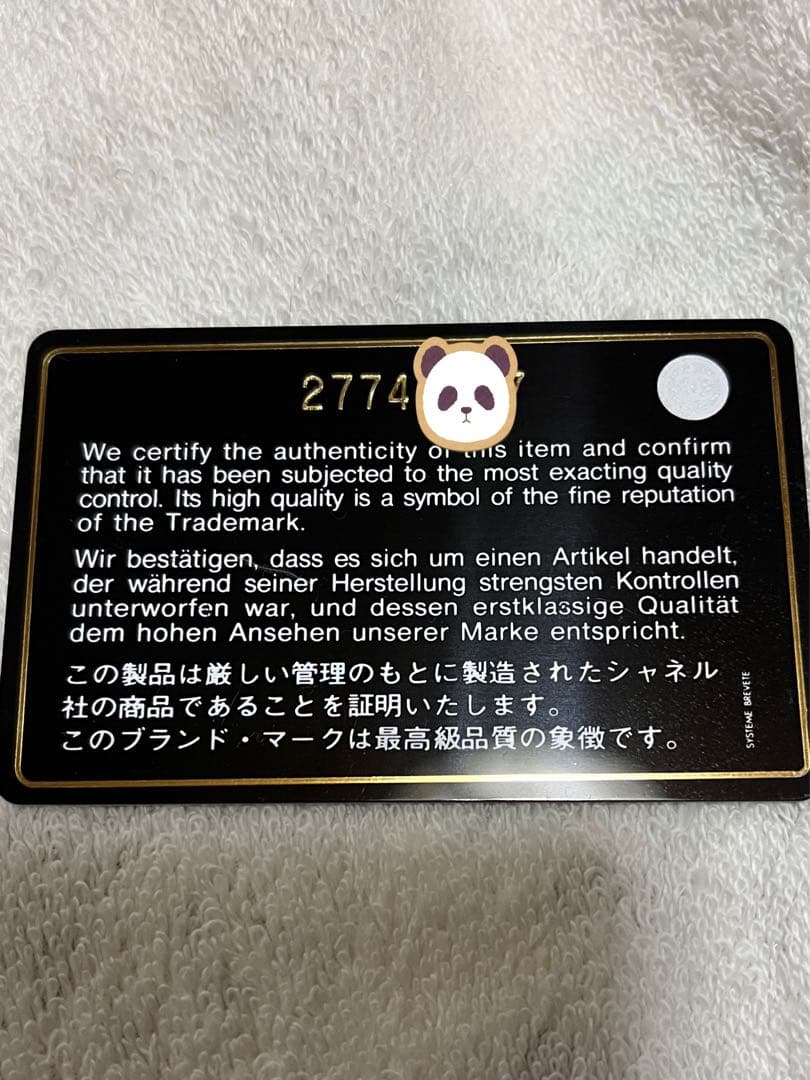 2774
We certify the authenticity of this item and confirm
that it has been subjected to the most exacting quality
control. Its high quality is a symbol of the fine reputation
of the Trademark.
Wir bestätigen, dass es sich um einen Artikel handelt,
der während seiner Herstellung strengsten Kontrollen
unterworfen war, und dessen erstklassige Qualität
dem hohen Ansehen unserer Marke entspricht.
この製品は厳しい管理のもとに製造されたシャネル
社の商品であることを証明いたします。
このブランド・マークは最高級品質の象徴です。
SYSTEME BREVETE